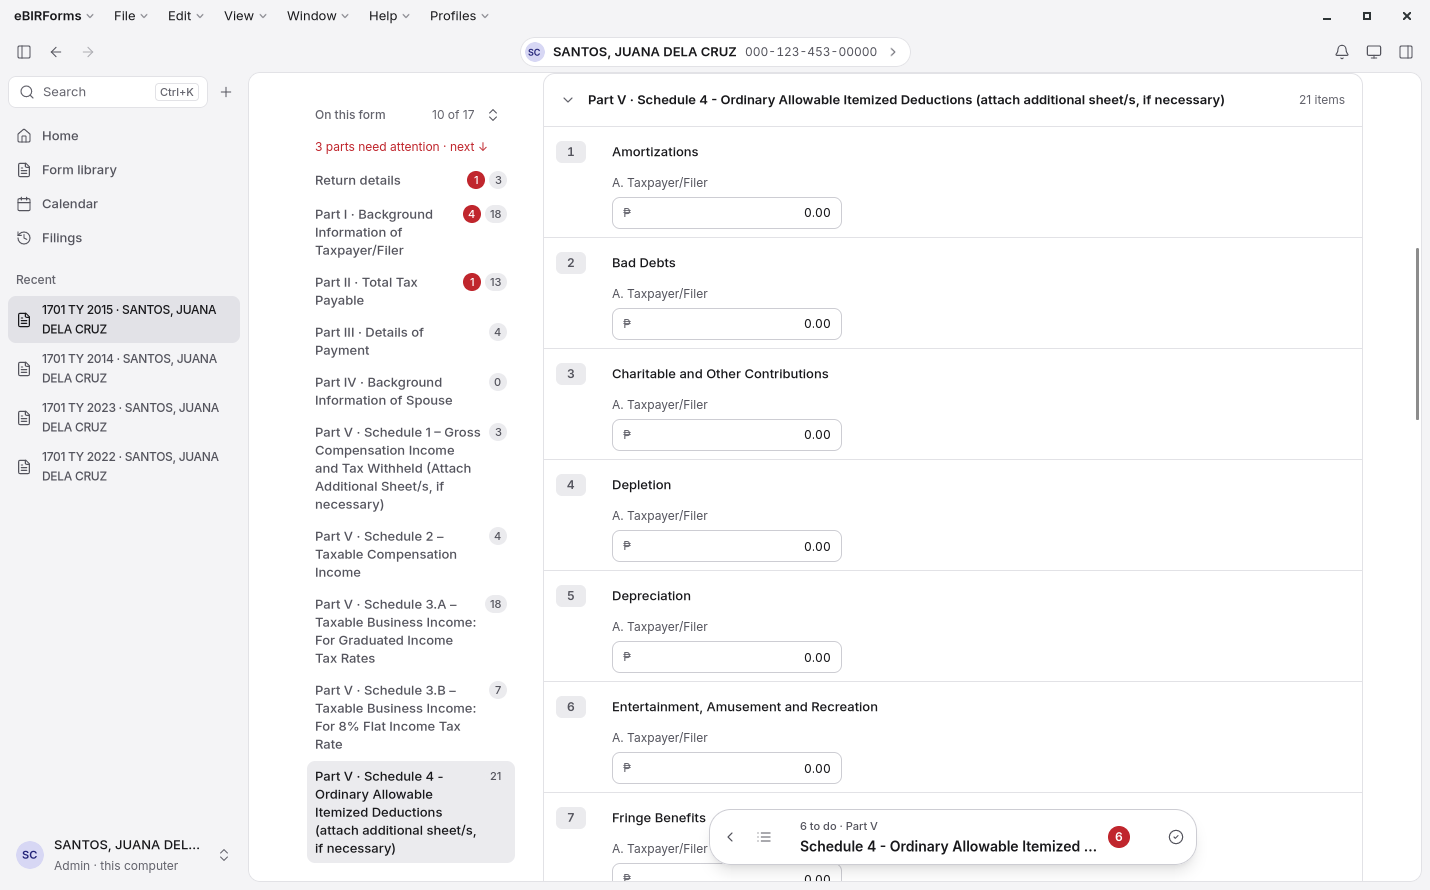 eBIRForms File Edit View Window Help Profiles
SC SANTOS, JUANA DELA CRUZ 000-123-453-00000
Search Ctrl+K
Home
Form library
Calendar
Filings
Recent
1701 TY 2015 · SANTOS, JUANA
DELA CRUZ
1701 TY 2014 · SANTOS, JUANA
DELA CRUZ
1701 TY 2023 · SANTOS, JUANA
DELA CRUZ
1701 TY 2022 · SANTOS, JUANA
DELA CRUZ
SC SANTOS, JUANA DEL...
Admin · this computer
On this form 10 of 17
3 parts need attention · next ↓
Return details 1 3
Part I · Background 4 18
Information of
Taxpayer/Filer
Part II · Total Tax 1 13
Payable
Part III · Details of 4
Payment
Part IV · Background 0
Information of Spouse
Part V · Schedule 1 – Gross 3
Compensation Income
and Tax Withheld (Attach
Additional Sheet/s, if
necessary)
Part V · Schedule 2 – 4
Taxable Compensation
Income
Part V · Schedule 3.A – 18
Taxable Business Income:
For Graduated Income
Tax Rates
Part V · Schedule 3.B – 7
Taxable Business Income:
For 8% Flat Income Tax
Rate
Part V · Schedule 4 - 21
Ordinary Allowable
Itemized Deductions
(attach additional sheet/s,
if necessary)
Part V · Schedule 4 - Ordinary Allowable Itemized Deductions (attach additional sheet/s, if necessary) 21 items
1 Amortizations
A. Taxpayer/Filer
₱ 0.00
2 Bad Debts
A. Taxpayer/Filer
₱ 0.00
3 Charitable and Other Contributions
A. Taxpayer/Filer
₱ 0.00
4 Depletion
A. Taxpayer/Filer
₱ 0.00
5 Depreciation
A. Taxpayer/Filer
₱ 0.00
6 Entertainment, Amusement and Recreation
A. Taxpayer/Filer
₱ 0.00
7 Fringe Benefits
A. Taxpayer/Filer
₱ 0.00
6 to do · Part V
Schedule 4 - Ordinary Allowable Itemized ... 6